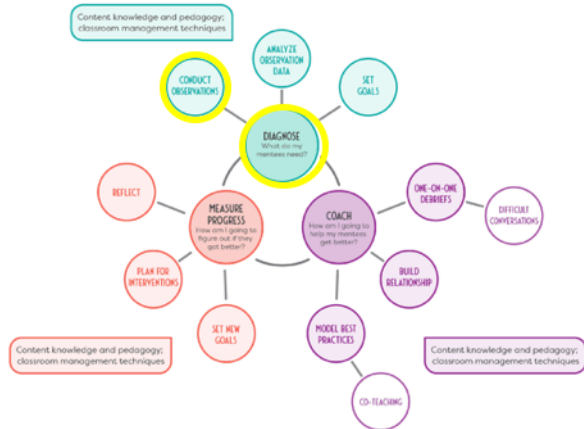 Content knowledge and pedagogy;
classroom management techniques
ANALYZE
OBSERVATION
DATA
CONDUCT
OBSERVATIONS
SET
GOALS
DIAGNOSE
What do my
mentees need?
REFLECT
MEASURE
PROGRESS
How am I going to
figure out if they
got better?
COACH
How am I going to
help my mentees
get better?
ONE-ON-ONE
DEBRIEFS
DIFFICULT
CONVERSATIONS
PLAN FOR
INTERVENTIONS
BUILD
RELATIONSHIP
SET NEW
GOALS
MODEL BEST
PRACTICES
Content knowledge and pedagogy;
classroom management techniques
Content knowledge and pedagogy;
classroom management techniques
CO-TEACHING